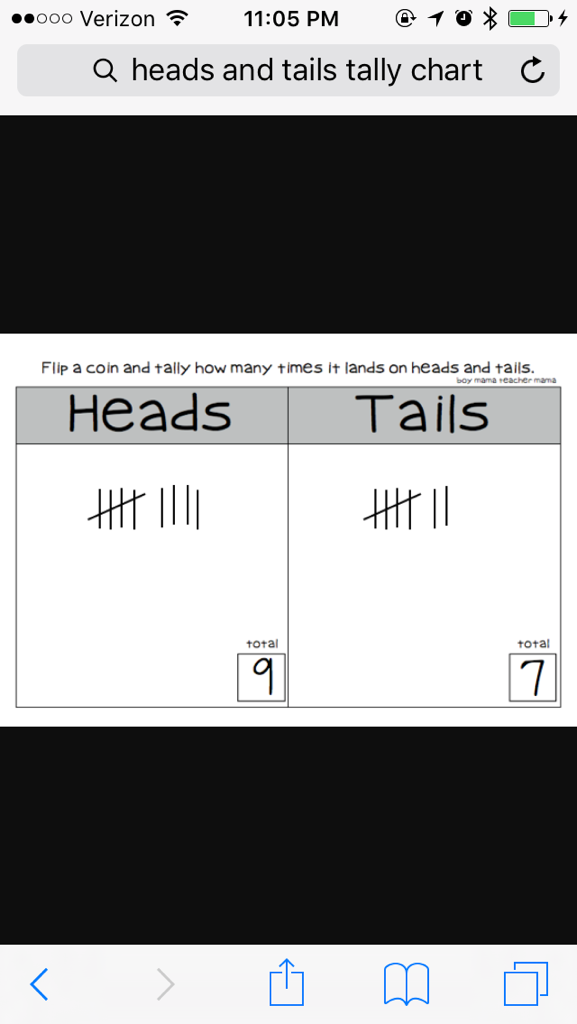 Verizon 11:05 PM
heads and tails tally chart
Flip a coin and tally how many times it lands on heads and tails.
boy mama teacher mama
Heads Tails
total total
9 7